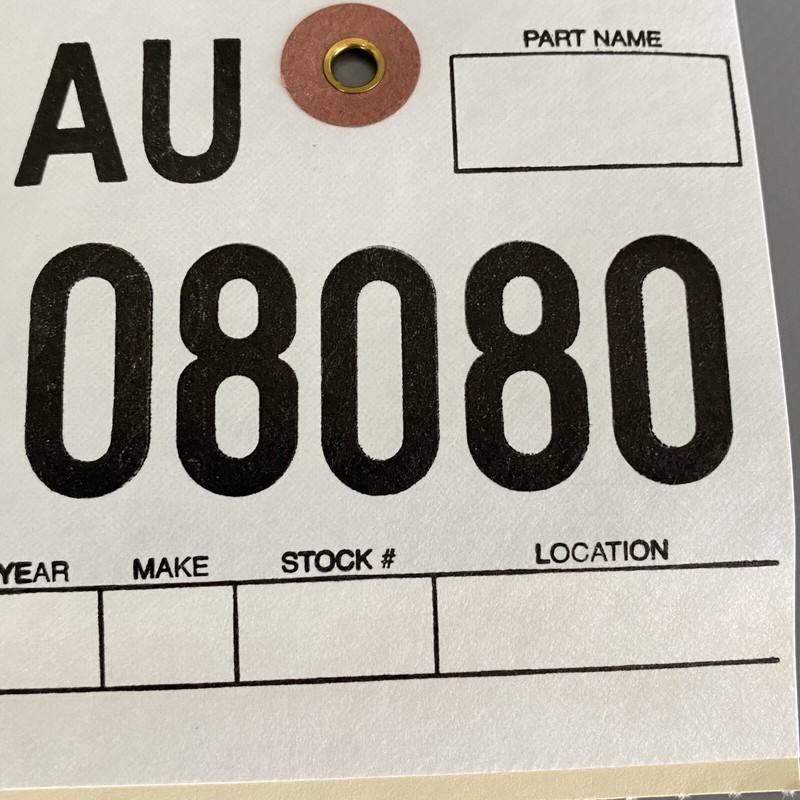 AU
PART NAME
08080
YEAR MAKE STOCK # LOCATION